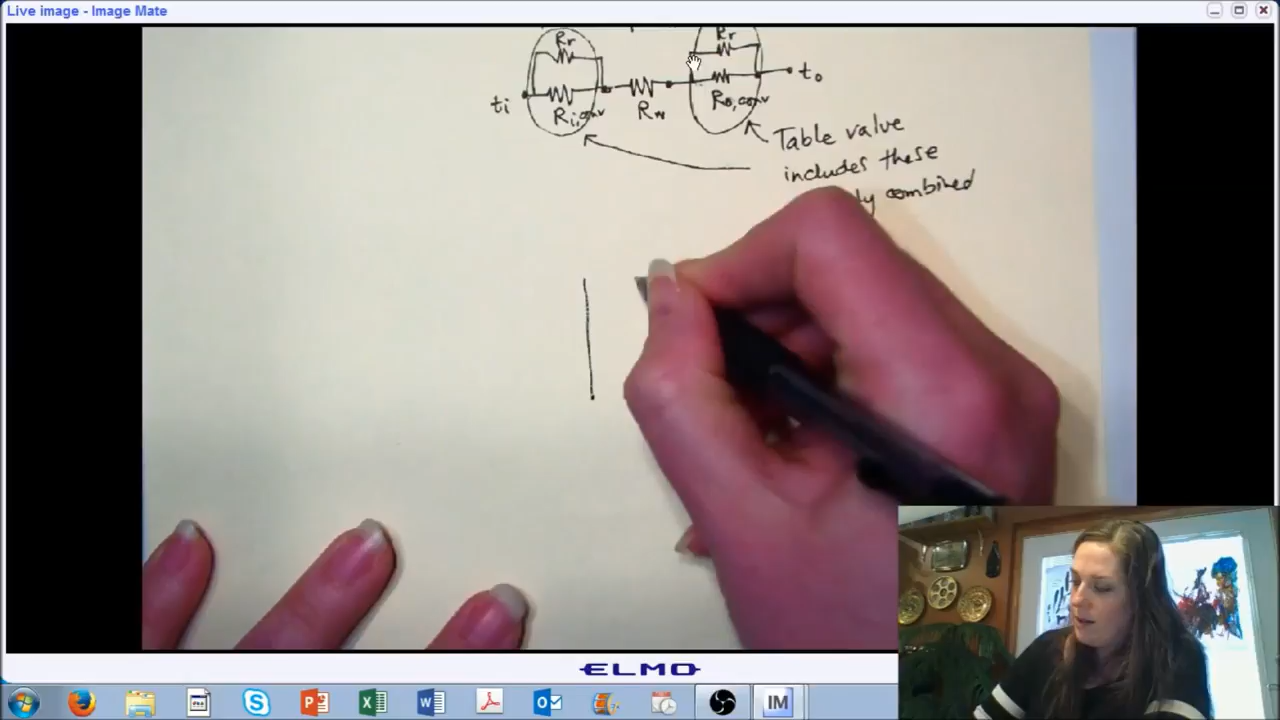 Live image - Image Mate
Rr
Rr
ti
Ri,conv
Rw
Ro,conv
to
Table value
includes these
combined
ELMO
IM